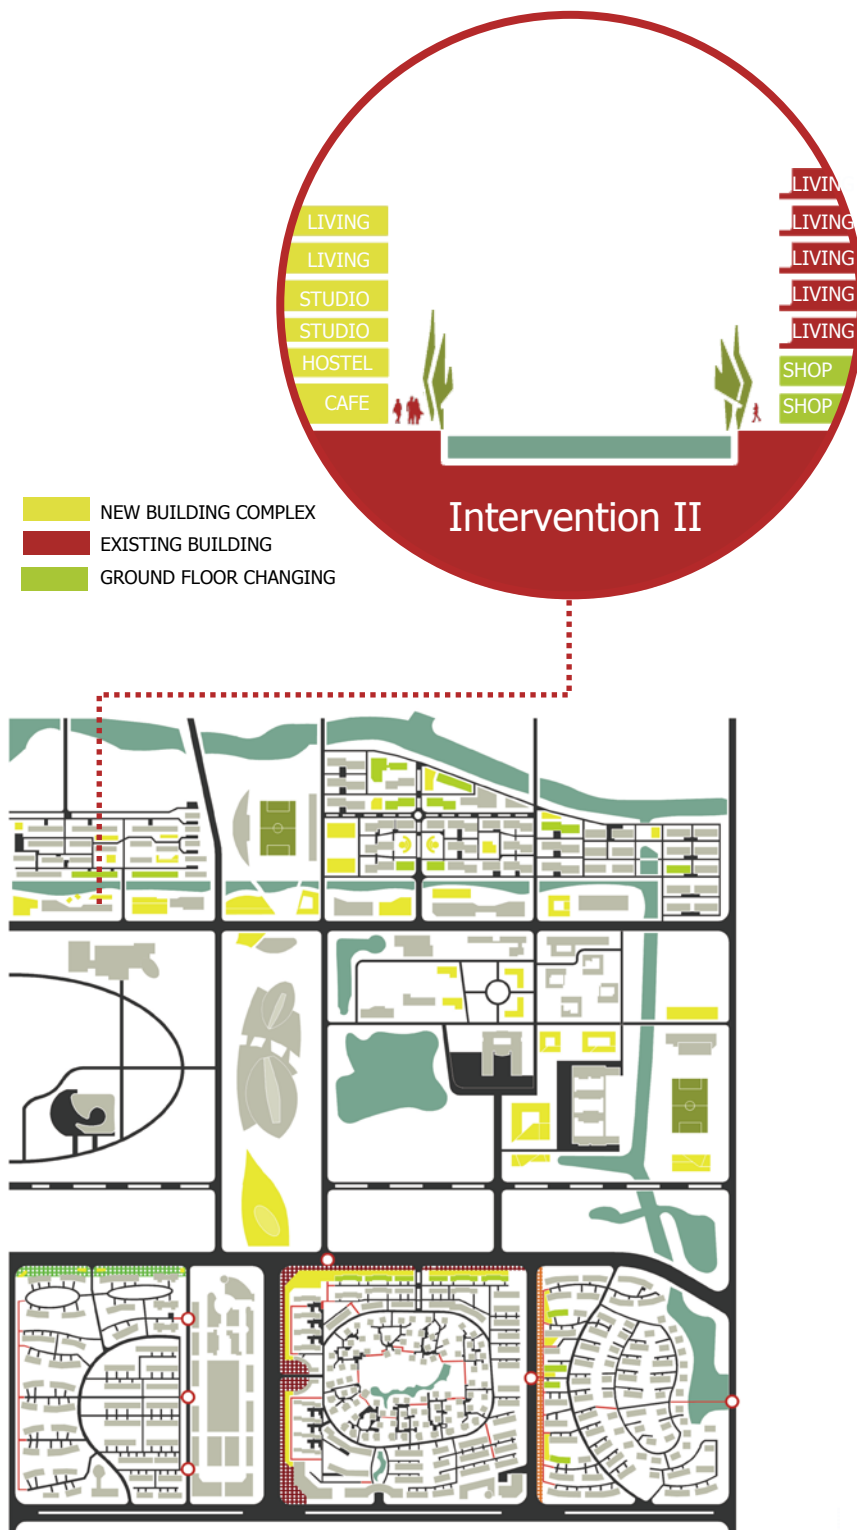 LIVING
LIVING
STUDIO
STUDIO
HOSTEL
CAFE
LIVIN
LIVING
LIVING
LIVING
LIVING
SHOP
SHOP
Intervention II
NEW BUILDING COMPLEX
EXISTING BUILDING
GROUND FLOOR CHANGING